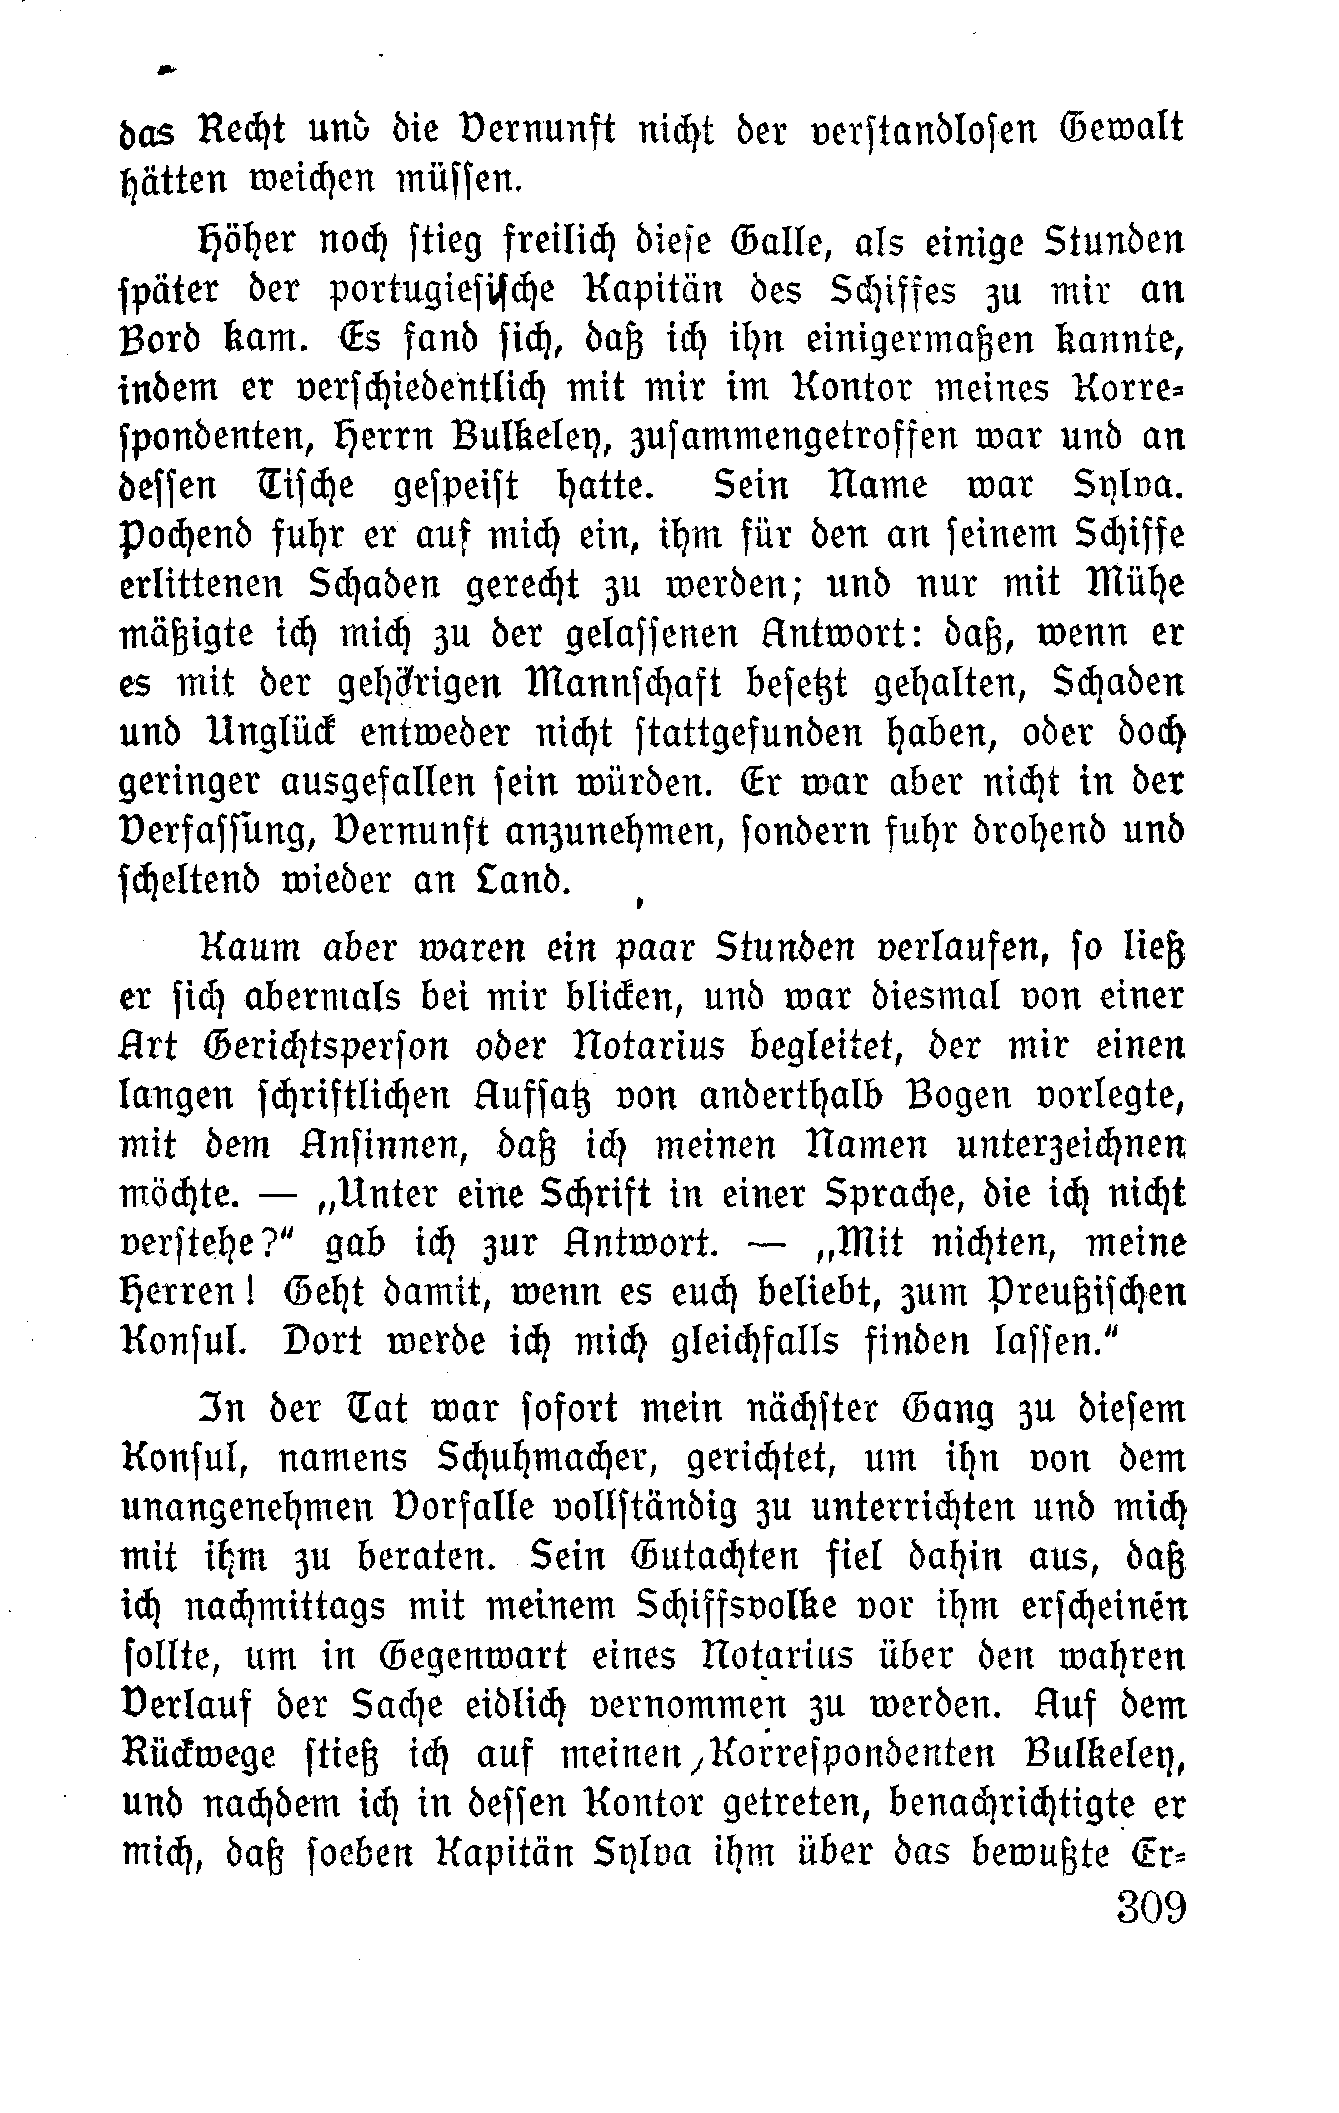 das Recht und die Vernunft nicht der verstandlosen Gewalt
hätten weichen müssen.
Höher noch stieg freilich diese Galle, als einige Stunden
später der portugiesische Kapitän des Schiffes zu mir an
Bord kam. Es fand sich, daß ich ihn einigermaßen kannte,
indem er verschiedentlich mit mir im Kontor meines Korre-
spondenten, Herrn Bulkeley, zusammengetroffen war und an
dessen Tische gespeist hatte. Sein Name war Sylva.
Pochend fuhr er auf mich ein, ihm für den an seinem Schiffe
erlittenen Schaden gerecht zu werden; und nur mit Mühe
mäßigte ich mich zu der gelassenen Antwort: daß, wenn er
es mit der gehörigen Mannschaft besetzt gehalten, Schaden
und Unglück entweder nicht stattgefunden haben, oder doch
geringer ausgefallen sein würden. Er war aber nicht in der
Verfassung, Vernunft anzunehmen, sondern fuhr drohend und
scheltend wieder an Land.
Kaum aber waren ein paar Stunden verlaufen, so ließ
er sich abermals bei mir blicken, und war diesmal von einer
Art Gerichtsperson oder Notarius begleitet, der mir einen
langen schriftlichen Aufsatz von anderthalb Bogen vorlegte,
mit dem Ansinnen, daß ich meinen Namen unterzeichnen
möchte. — „Unter eine Schrift in einer Sprache, die ich nicht
verstehe?" gab ich zur Antwort. — „Mit nichten, meine
Herren! Geht damit, wenn es euch beliebt, zum Preußischen
Konsul. Dort werde ich mich gleichfalls finden lassen."
In der Tat war sofort mein nächster Gang zu diesem
Konsul, namens Schuhmacher, gerichtet, um ihn von dem
unangenehmen Vorfalle vollständig zu unterrichten und mich
mit ihm zu beraten. Sein Gutachten fiel dahin aus, daß
ich nachmittags mit meinem Schiffsvolke vor ihm erscheinen
sollte, um in Gegenwart eines Notarius über den wahren
Verlauf der Sache eidlich vernommen zu werden. Auf dem
Rückwege stieß ich auf meinen Korrespondenten Bulkeley,
und nachdem ich in dessen Kontor getreten, benachrichtigte er
mich, daß soeben Kapitän Sylva ihm über das bewußte Er-
309